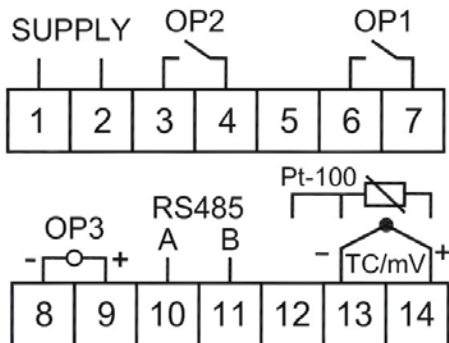 SUPPLY OP2 OP1
1 2 3 4 5 6 7
Pt-100
RS485
OP3 A B
- + - TC/mV +
8 9 10 11 12 13 14